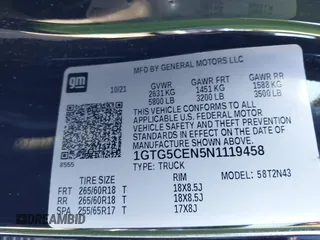 MFD BY GENERAL MOTORS LLC
gm
10/21 GVWR GAWR FRT GAWR RR
2631 KG 1451 KG 1588 KG
5800 LB 3200 LB 3500 LB
THIS VEHICLE CONFORMS TO ALL
APPLICABLE U.S. FEDERAL MOTOR
VEHICLE SAFETY, BUMPER, AND THEFT
PREVENTION STANDARDS IN EFFECT
ON THE DATE OF MANUFACTURE
SHOWN ABOVE.
#555
1GTG5CEN5N1119458
TYPE: TRUCK
TIRE SIZE RIM MODEL: 58T2N43
FRT 265/60R18 T 18X8.5J
RR 265/60R18 T 18X8.5J
SPA 255/65R17 T 17X8J
DREAMBID